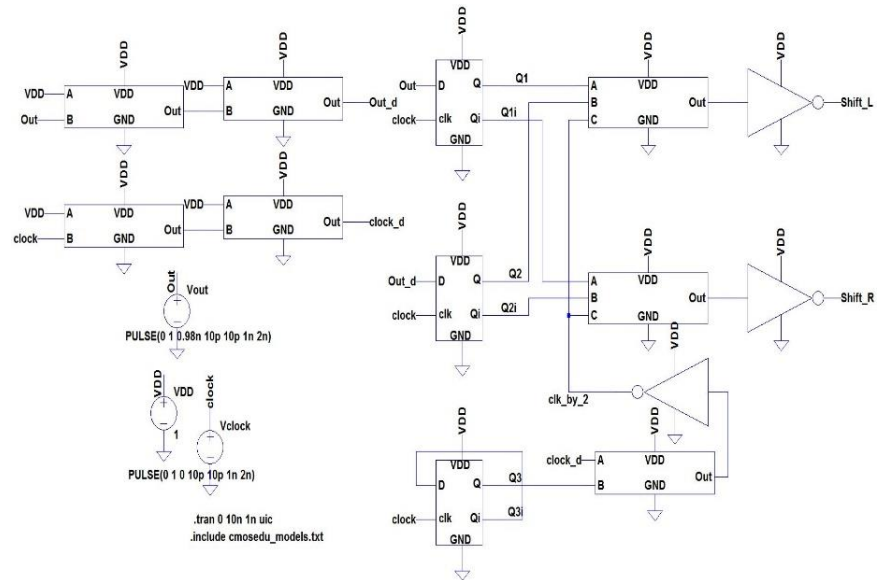 VDD
VDD
VDD A VDD
Out B Out
GND
VDD A VDD
B Out Out_d
GND
VDD
VDD
VDD A VDD
clock B Out
GND
VDD A VDD
B Out clock_d
GND
Out
Vout
PULSE(0 1 0.98n 10p 10p 1n 2n)
VDD
VDD
1
clock
Vclock
PULSE(0 1 0 10p 10p 1n 2n)
.tran 0 10n 1n uic
.include cmosedu_models.txt
VDD
VDD
Out D Q Q1
clock clk Qi Q1i
GND
VDD
VDD
Out_d D Q Q2
clock clk Qi Q2i
GND
VDD
VDD
D Q Q3
clock clk Qi Q3i
GND
VDD
A VDD
B Out
C GND
VDD
Shift_L
VDD
A VDD
B Out
C GND
VDD
Shift_R
VDD
clk_by_2
VDD
clock_d A VDD
B Out
GND